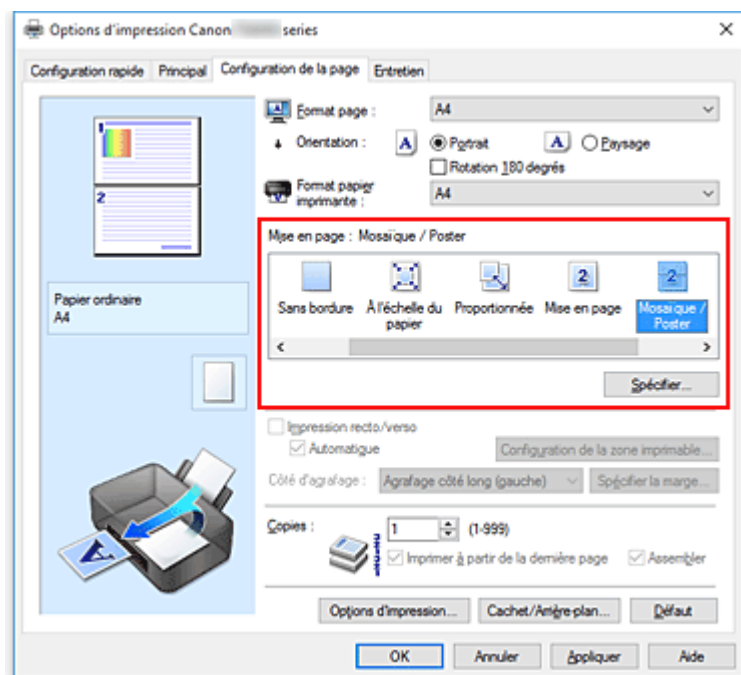 Options d'impression Canon series
Configuration rapide Principal Configuration de la page Entretien
1
2
Papier ordinaire
A4
Format page : A4
Orientation : A Portrait A Paysage
Rotation 180 degrés
Format papier imprimante : A4
Mise en page : Mosaïque / Poster
Sans bordure
À l'échelle du papier
Proportionnée
2
Mise en page
2
Mosaïque / Poster
Spécifier...
Impression recto/verso
Automatique Configuration de la zone imprimable...
Côté d'agrafage : Agrafage côté long (gauche) Spécifier la marge...
Copies : 1 (1-999)
Imprimer à partir de la dernière page Assembler
A
Options d'impression... Cachet/Arrière-plan... Défaut
OK Annuler Appliquer Aide